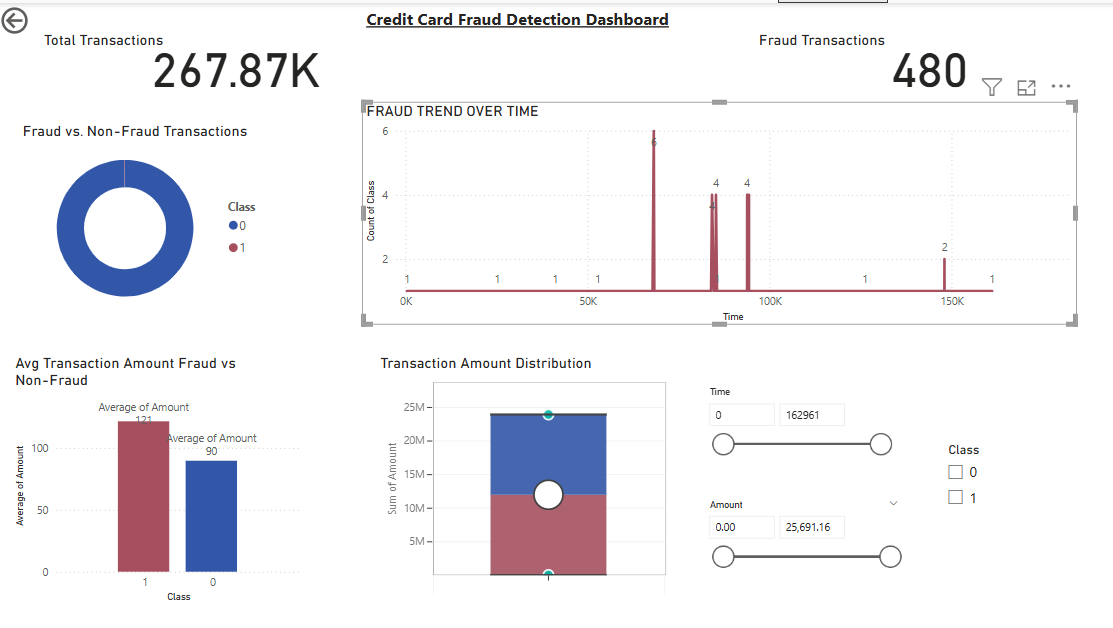 Credit Card Fraud Detection Dashboard
Total Transactions
267.87K
Fraud Transactions
480
Fraud vs. Non-Fraud Transactions
Class
0
1
FRAUD TREND OVER TIME
Count of Class
6
4
2
6
4
4
4
1
1
1
1
1
1
2
1
0K
50K
100K
150K
Time
Avg Transaction Amount Fraud vs
Non-Fraud
Average of Amount
100
50
0
Average of Amount
121
Average of Amount
90
1
0
Class
Transaction Amount Distribution
Sum of Amount
25M
20M
15M
10M
5M
Time
0
162961
Amount
0.00
25,691.16
Class
0
1